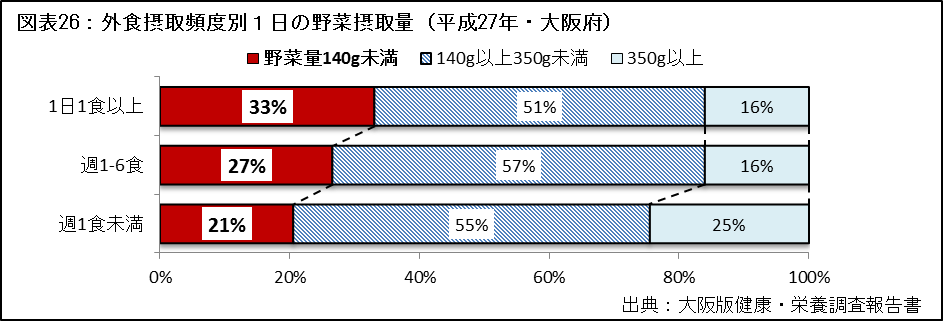 図表26：外食摂取頻度別１日の野菜摂取量（平成27年・大阪府）
野菜量140g未満 140g以上350g未満 350g以上
1日1食以上 33% 51% 16%
週1-6食 27% 57% 16%
週1食未満 21% 55% 25%
0% 20% 40% 60% 80% 100%
出典：大阪版健康・栄養調査報告書